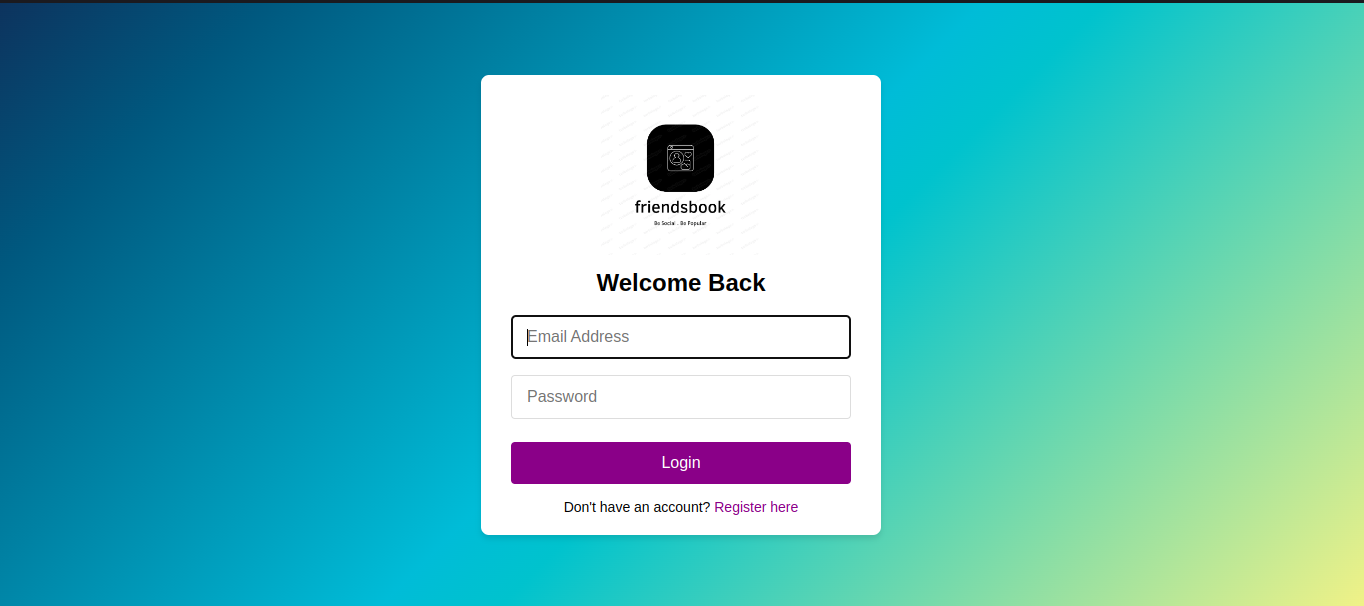 friendsbook
Be Social . Be Popular
Welcome Back
Email Address
Password
Login
Don't have an account? Register here